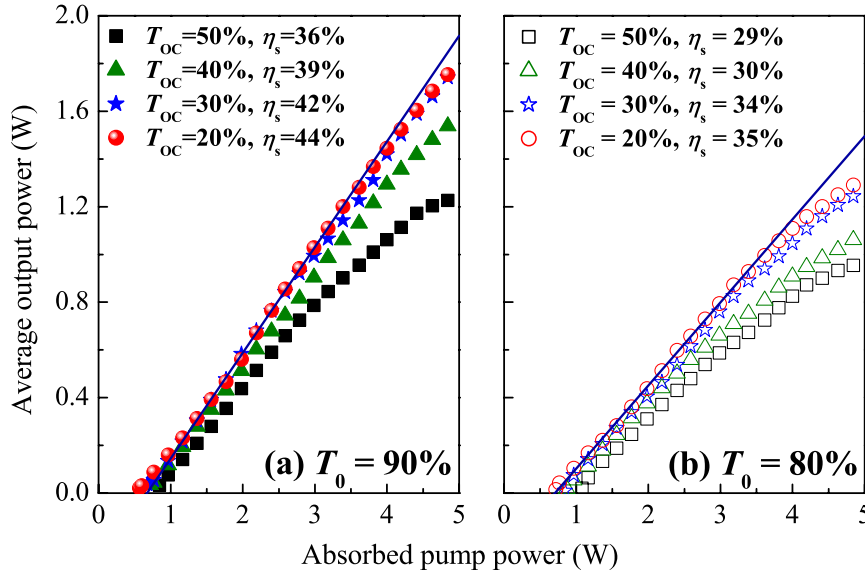 Average output power (W)
2.0
1.6
1.2
0.8
0.4
0.0
T_OC=50%, η_s=36%
T_OC=40%, η_s=39%
T_OC=30%, η_s=42%
T_OC=20%, η_s=44%
(a) T_0 = 90%
0 1 2 3 4 5
T_OC = 50%, η_s = 29%
T_OC = 40%, η_s = 30%
T_OC = 30%, η_s = 34%
T_OC = 20%, η_s = 35%
(b) T_0 = 80%
0 1 2 3 4 5
Absorbed pump power (W)